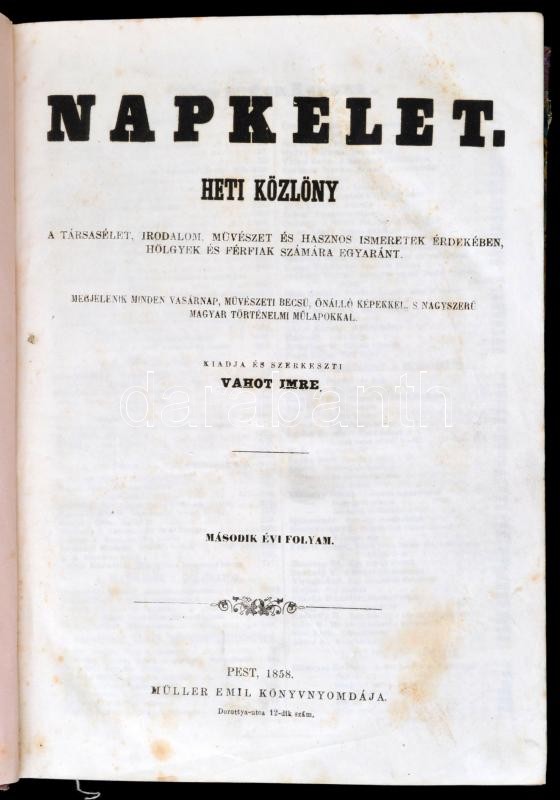 NAPKELET.
HETI KÖZLÖNY
A TÁRSASÉLET, IRODALOM, MŰVÉSZET ÉS HASZNOS ISMERETEK ÉRDEKÉBEN,
HÖLGYEK ÉS FÉRFIAK SZÁMÁRA EGYARÁNT.
MEGJELENIK MINDEN VASÁRNAP, MŰVÉSZETI BECSŰ, ÖNÁLLÓ KÉPEKKEL, S NAGYSZERŰ
MAGYAR TÖRTÉNELMI MŰLAPOKKAL.
KIADJA ÉS SZERKESZTI
VAHOT IMRE.
darabanth
MÁSODIK ÉVI FOLYAM.
PEST, 1858.
MÜLLER EMIL KÖNYVNYOMDÁJA.
Dorottya-utca 12-dik szám.